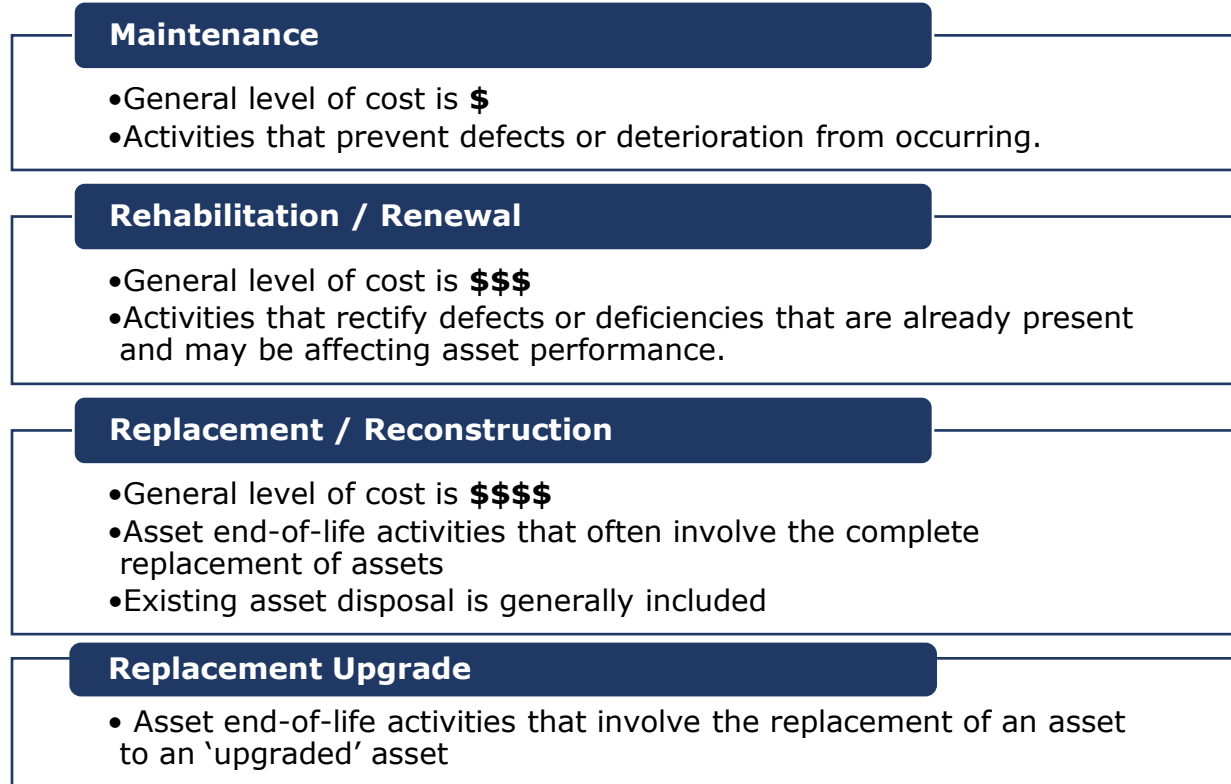 Maintenance
•General level of cost is $
•Activities that prevent defects or deterioration from occurring.
Rehabilitation / Renewal
•General level of cost is $$$
•Activities that rectify defects or deficiencies that are already present
and may be affecting asset performance.
Replacement / Reconstruction
•General level of cost is $$$$
•Asset end-of-life activities that often involve the complete
replacement of assets
•Existing asset disposal is generally included
Replacement Upgrade
• Asset end-of-life activities that involve the replacement of an asset
to an ‘upgraded’ asset